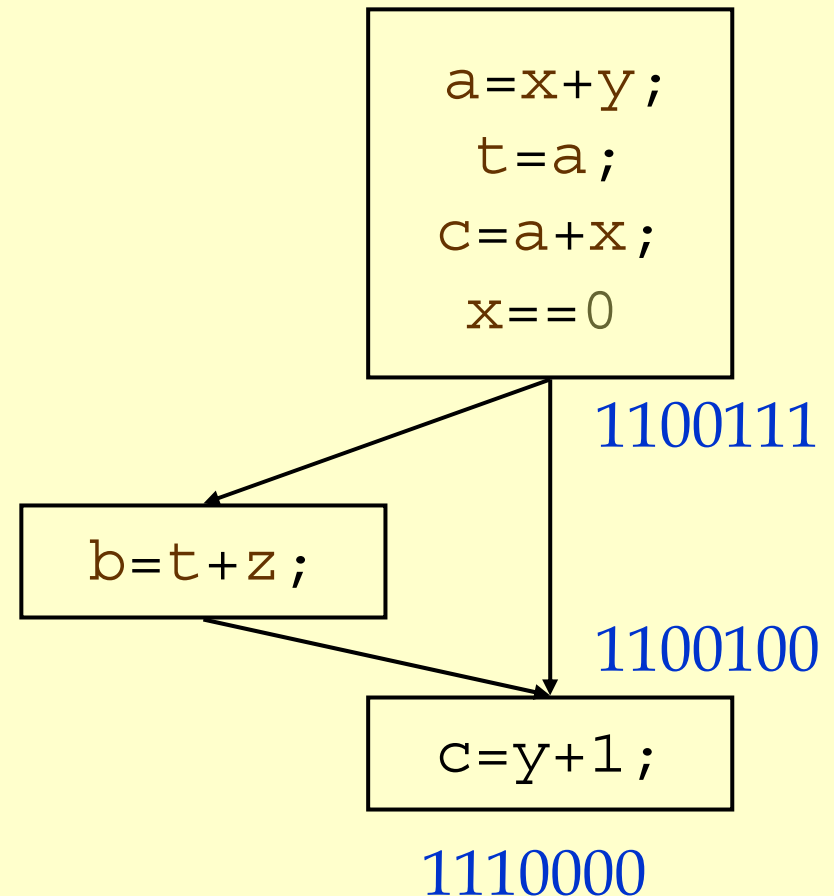 a=x+y;
t=a;
c=a+x;
x==0
1100111
b=t+z;
1100100
c=y+1;
1110000